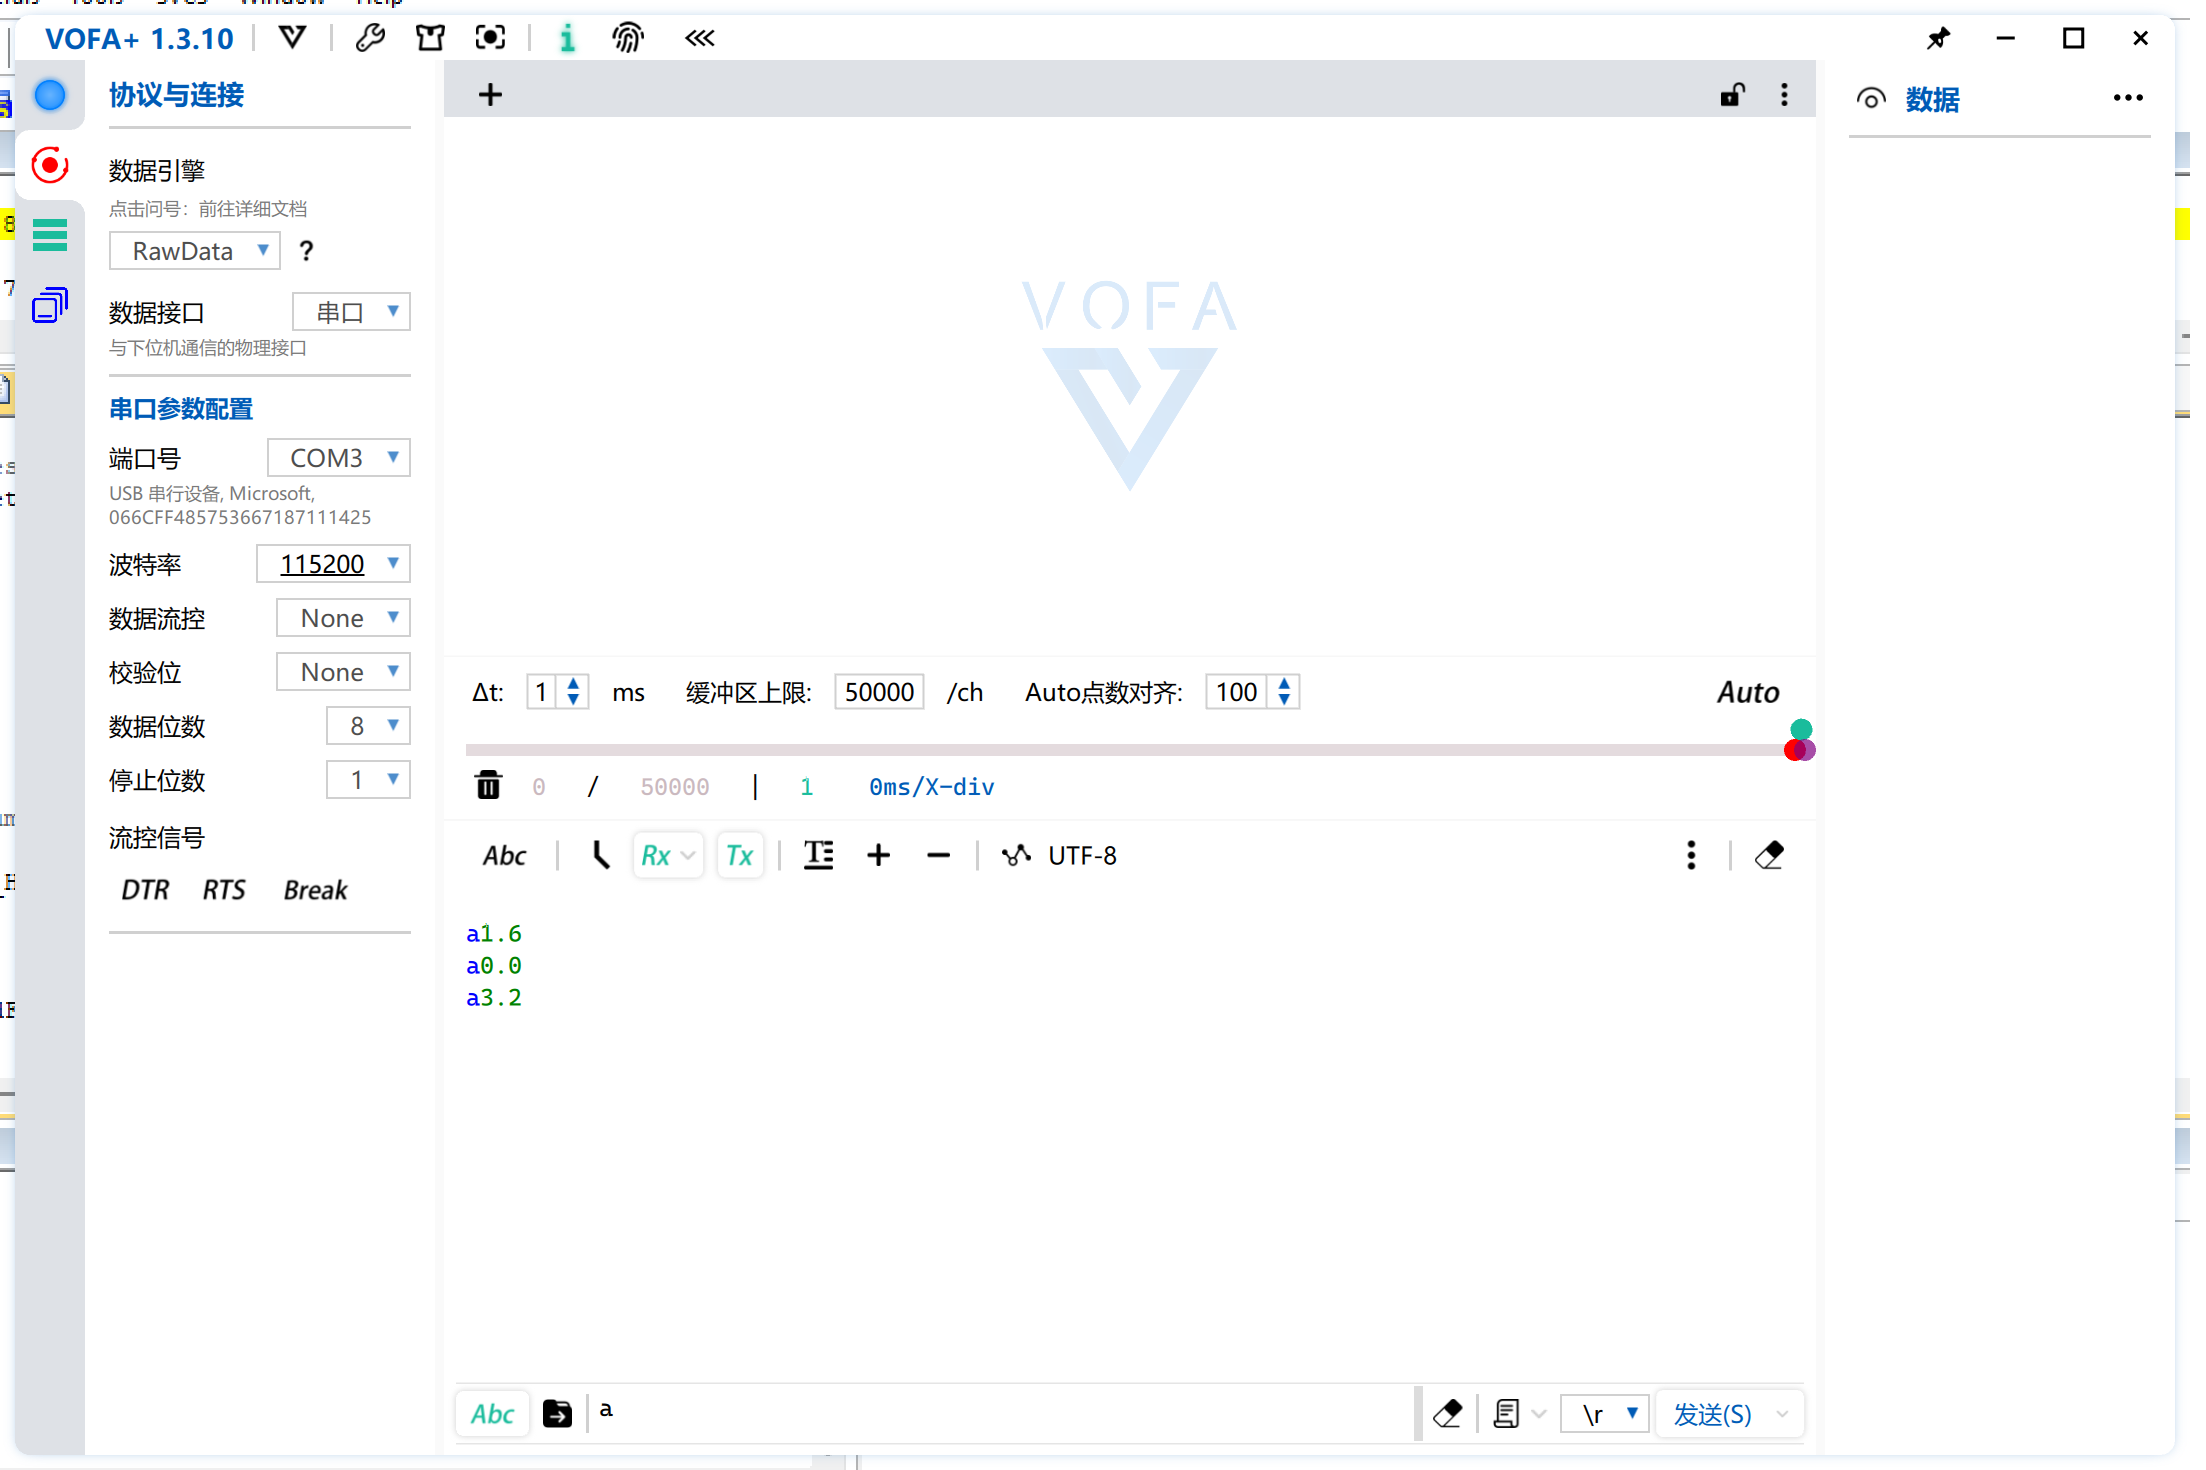 VOFA+ 1.3.10
协议与连接
数据引擎
点击问号：前往详细文档
RawData ?
数据接口 串口
与下位机通信的物理接口
串口参数配置
端口号 COM3
USB 串行设备, Microsoft,
066CFF485753667187111425
波特率 115200
数据流控 None
校验位 None
数据位数 8
停止位数 1
流控信号
DTR RTS Break
VOFA
Δt: 1 ms 缓冲区上限: 50000 /ch Auto点数对齐: 100 Auto
0 / 50000 | 1 0ms/X-div
Abc Rx Tx UTF-8
a1.6
a0.0
a3.2
Abc a \r 发送(S)
数据